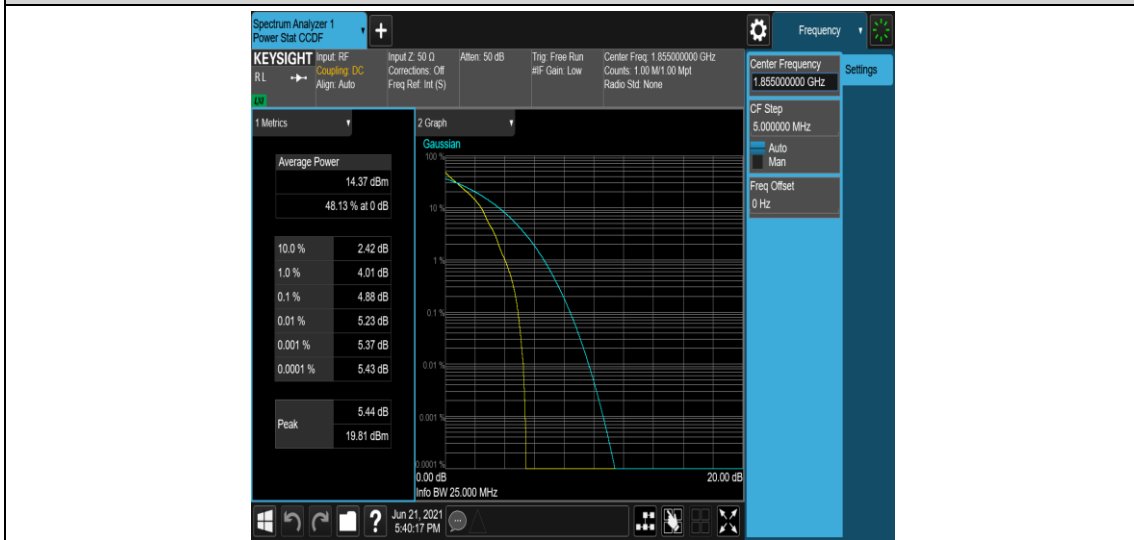 Spectrum Analyzer 1
Power Stat CCDF
+
Frequency
KEYSIGHT
RL
LXI
Input: RF
Coupling: DC
Align: Auto
Input Z: 50 Ω
Corrections: Off
Freq Ref: Int (S)
Atten: 50 dB
Trig: Free Run
#IF Gain: Low
Center Freq: 1.855000000 GHz
Counts: 1.00 M/1.00 Mpt
Radio Std: None
Center Frequency
1.855000000 GHz
Settings
CF Step
5.000000 MHz
Auto
Man
Freq Offset
0 Hz
1 Metrics
Average Power
14.37 dBm
48.13 % at 0 dB
10.0 % 2.42 dB
1.0 % 4.01 dB
0.1 % 4.88 dB
0.01 % 5.23 dB
0.001 % 5.37 dB
0.0001 % 5.43 dB
Peak
5.44 dB
19.81 dBm
2 Graph
Gaussian
100 %
10 %
1 %
0.1 %
0.01 %
0.001 %
0.0001 %
0.00 dB 20.00 dB
Info BW 25.000 MHz
?
Jun 21, 2021
5:40:17 PM